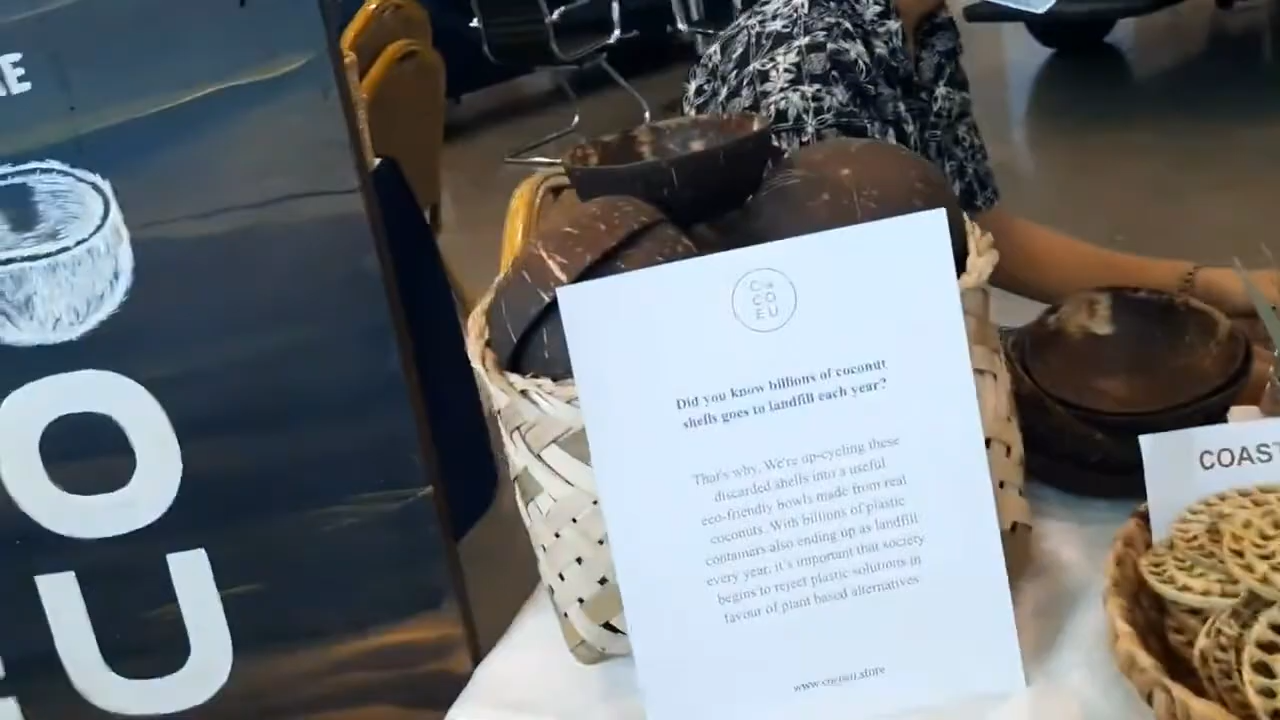 E
O
U
Co
CO
EU
Did you know billions of coconut
shells goes to landfill each year?
That's why. We're up-cycling these
discarded shells into a useful
eco-friendly bowls made from real
coconuts. With billions of plastic
containers also ending up as landfill
every year, it's important that society
begins to reject plastic solutions in
favour of plant based alternatives
COAST